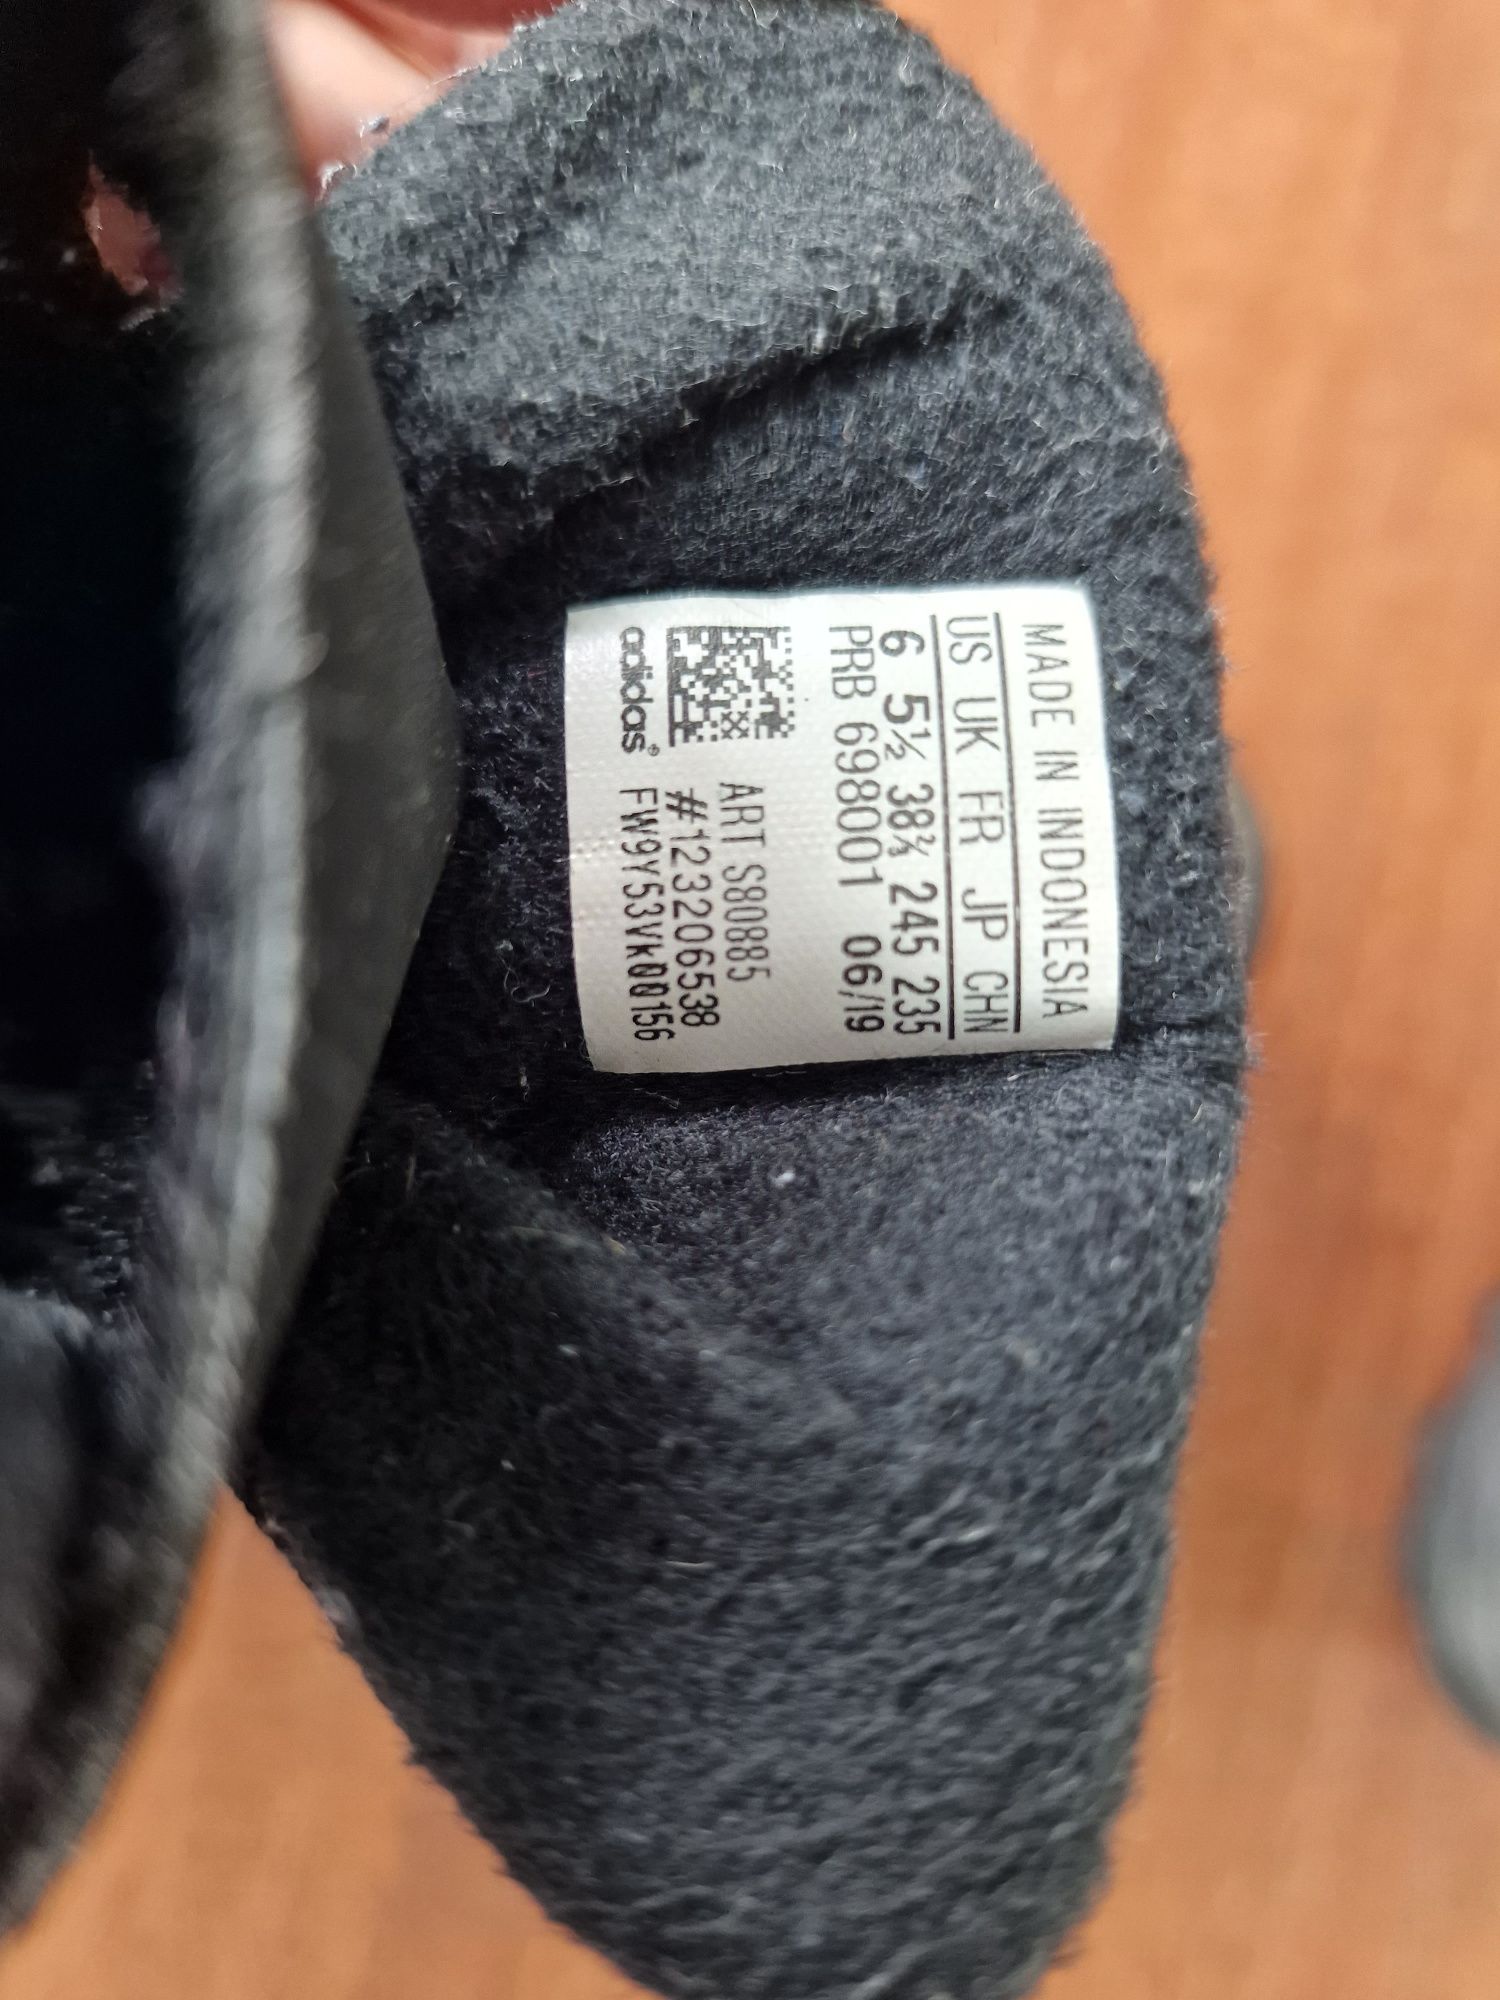 MADE IN INDONESIA
US UK FR JP CHN
6 5½ 38⅔ 245 235
PRB 698001 06/19
ART S80885
#123206538
adidas® FW9Y53VK00156